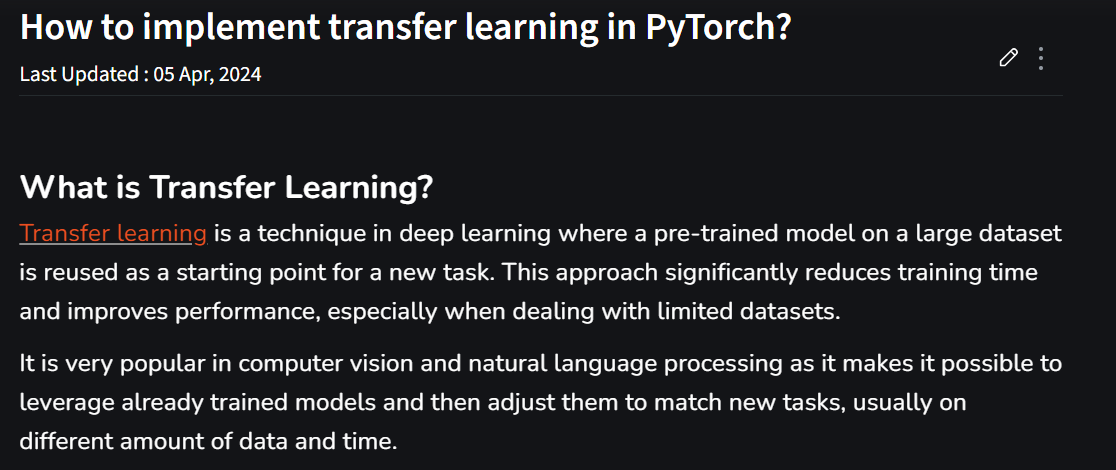 How to implement transfer learning in PyTorch?
Last Updated : 05 Apr, 2024
What is Transfer Learning?
Transfer learning is a technique in deep learning where a pre-trained model on a large dataset
is reused as a starting point for a new task. This approach significantly reduces training time
and improves performance, especially when dealing with limited datasets.
It is very popular in computer vision and natural language processing as it makes it possible to
leverage already trained models and then adjust them to match new tasks, usually on
different amount of data and time.